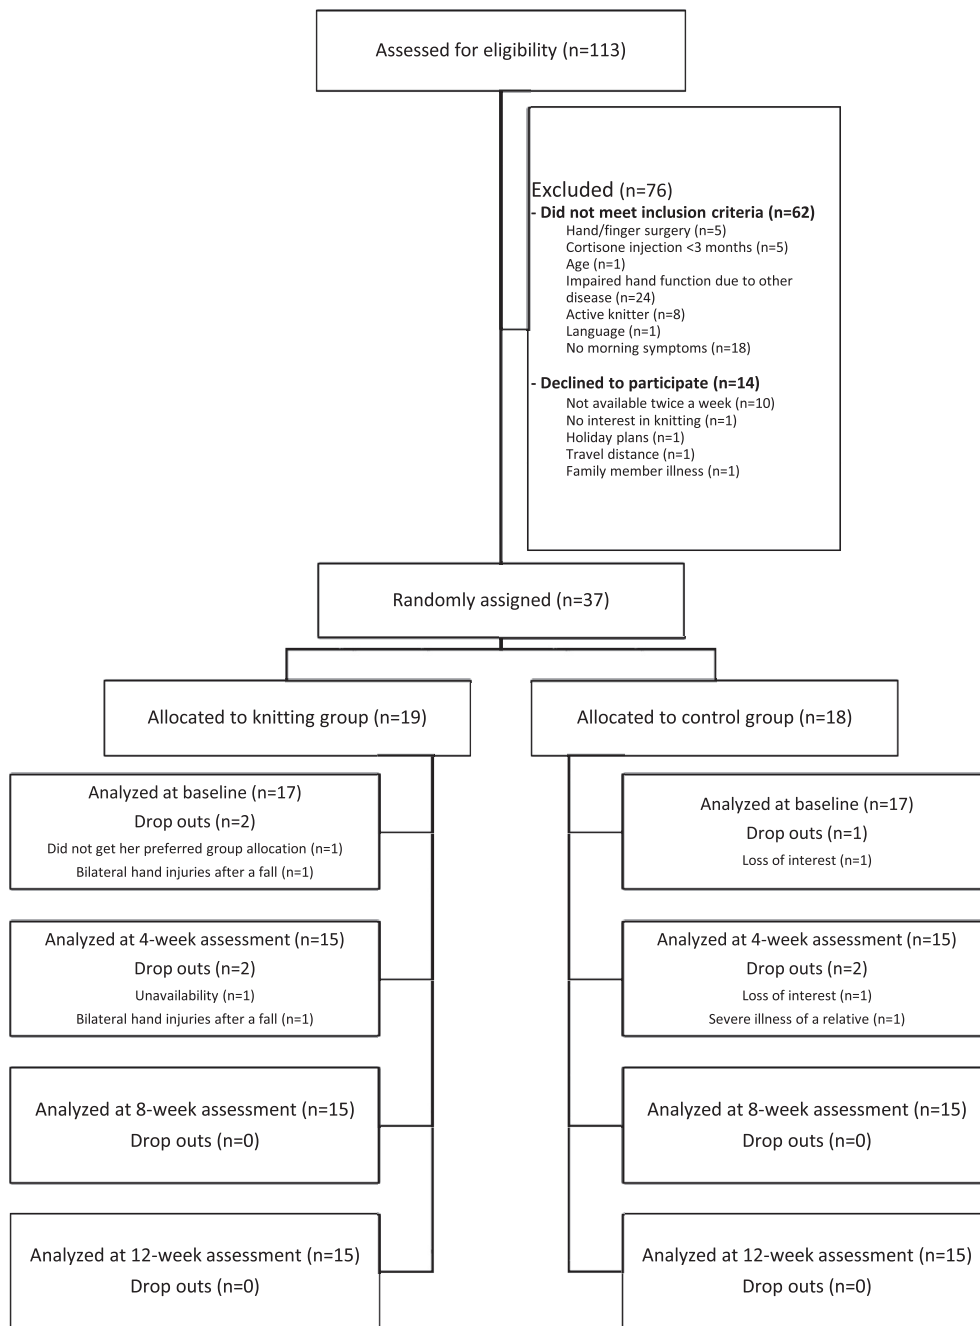 Assessed for eligibility (n=113)
Excluded (n=76)
- Did not meet inclusion criteria (n=62)
Hand/finger surgery (n=5)
Cortisone injection <3 months (n=5)
Age (n=1)
Impaired hand function due to other
disease (n=24)
Active knitter (n=8)
Language (n=1)
No morning symptoms (n=18)
- Declined to participate (n=14)
Not available twice a week (n=10)
No interest in knitting (n=1)
Holiday plans (n=1)
Travel distance (n=1)
Family member illness (n=1)
Randomly assigned (n=37)
Allocated to knitting group (n=19)
Analyzed at baseline (n=17)
Drop outs (n=2)
Did not get her preferred group allocation (n=1)
Bilateral hand injuries after a fall (n=1)
Analyzed at 4-week assessment (n=15)
Drop outs (n=2)
Unavailability (n=1)
Bilateral hand injuries after a fall (n=1)
Analyzed at 8-week assessment (n=15)
Drop outs (n=0)
Analyzed at 12-week assessment (n=15)
Drop outs (n=0)
Allocated to control group (n=18)
Analyzed at baseline (n=17)
Drop outs (n=1)
Loss of interest (n=1)
Analyzed at 4-week assessment (n=15)
Drop outs (n=2)
Loss of interest (n=1)
Severe illness of a relative (n=1)
Analyzed at 8-week assessment (n=15)
Drop outs (n=0)
Analyzed at 12-week assessment (n=15)
Drop outs (n=0)